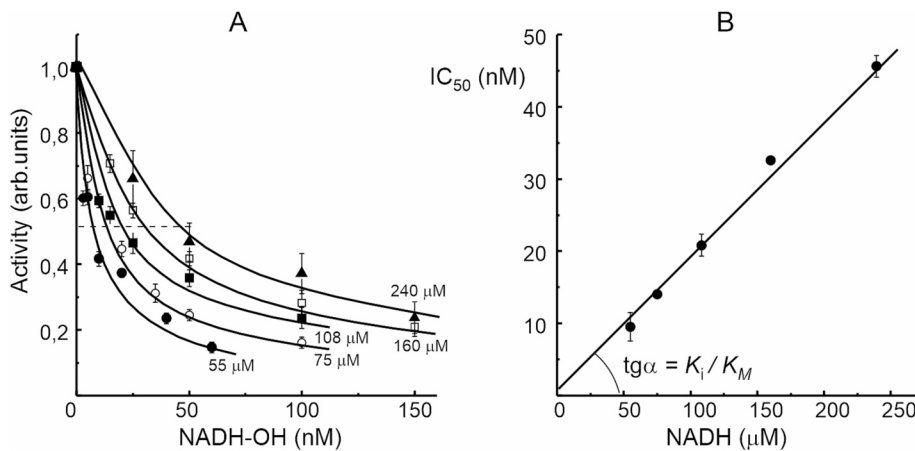 A
1,0
0,8
0,6
0,4
0,2
Activity (arb.units)
240 μM
160 μM
108 μM
75 μM
55 μM
0
50
100
150
NADH-OH (nM)
B
IC50 (nM)
50
40
30
20
10
tgα = Ki / KM
0
50
100
150
200
250
NADH (μM)